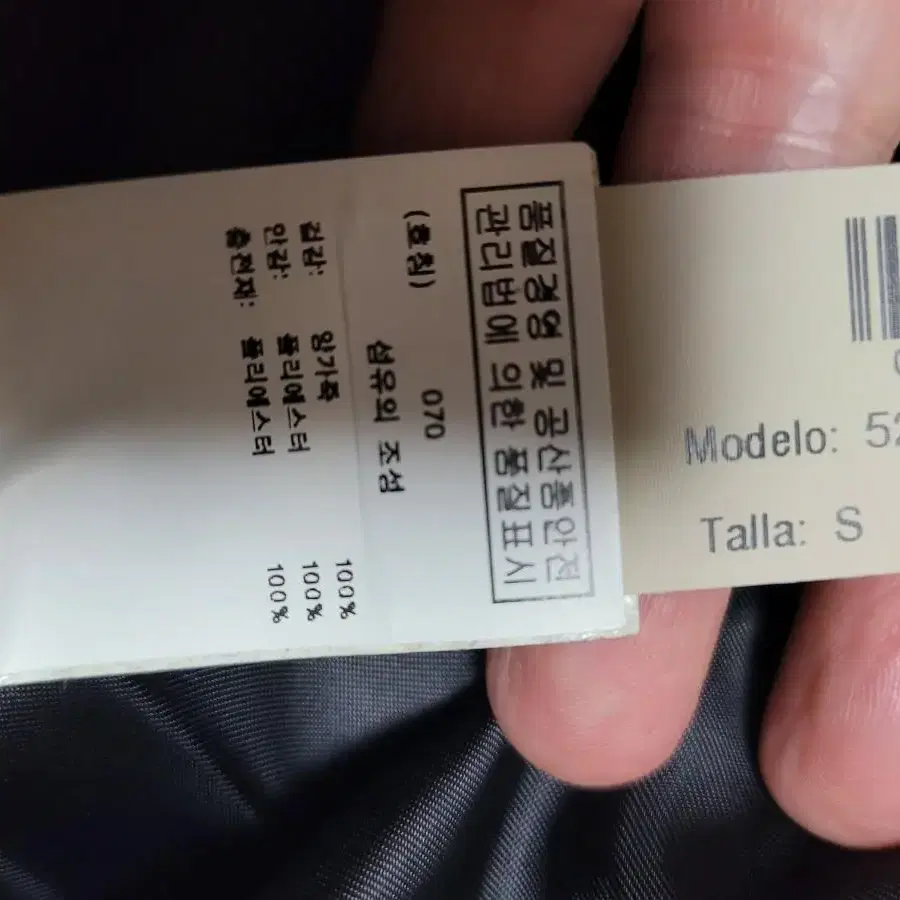 품질경영 및 공산품안전
관리법에 의한 품질표시
(호칭) 070
섬유의 조성
겉감: 양가죽 100%
안감: 폴리에스터 100%
충전재: 폴리에스터 100%
Modelo: 52
Talla: S